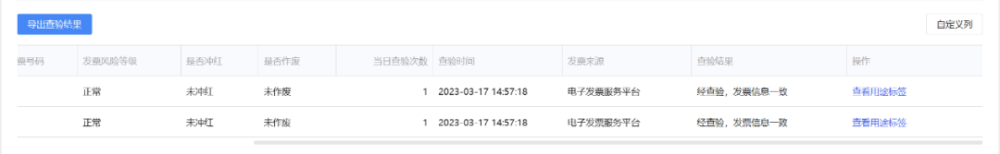 导出查验结果 自定义列
票号码 发票风险等级 是否冲红 是否作废 当日查验次数 查验时间 发票来源 查验结果 操作
正常 未冲红 未作废 1 2023-03-17 14:57:18 电子发票服务平台 经查验，发票信息一致 查看用途标签
正常 未冲红 未作废 1 2023-03-17 14:57:18 电子发票服务平台 经查验，发票信息一致 查看用途标签